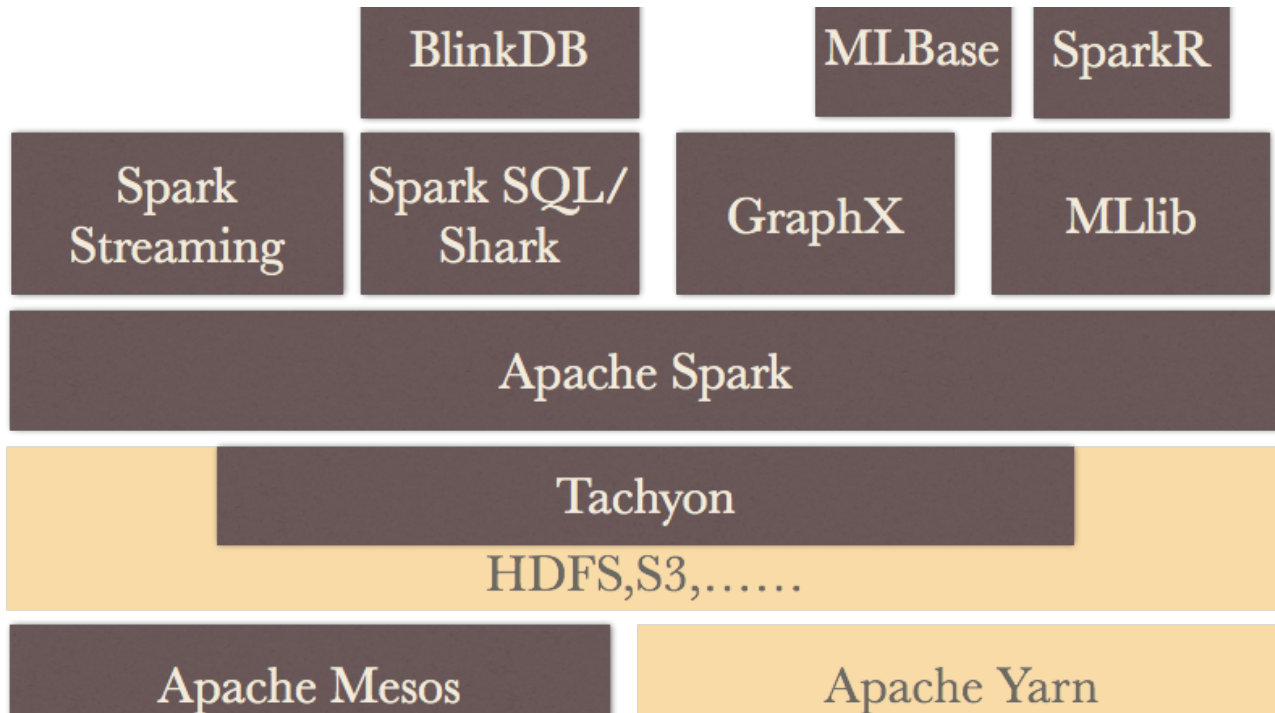 BlinkDB
MLBase
SparkR
Spark
Streaming
Spark SQL/
Shark
GraphX
MLlib
Apache Spark
Tachyon
HDFS,S3,……
Apache Mesos
Apache Yarn